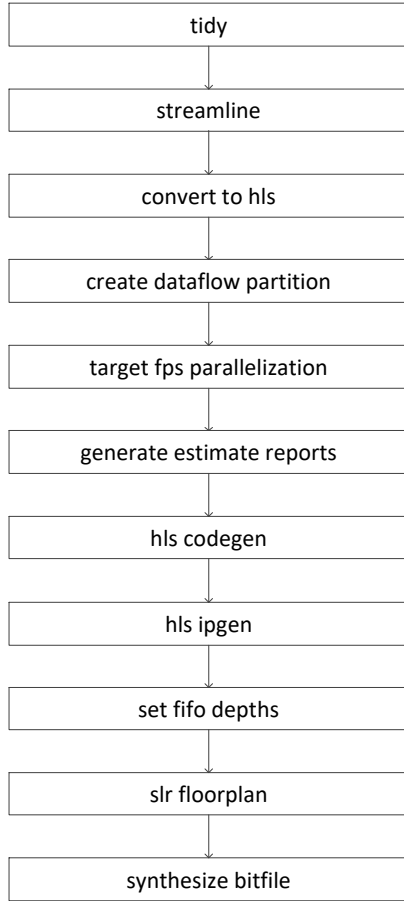 tidy
streamline
convert to hls
create dataflow partition
target fps parallelization
generate estimate reports
hls codegen
hls ipgen
set fifo depths
slr floorplan
synthesize bitfile